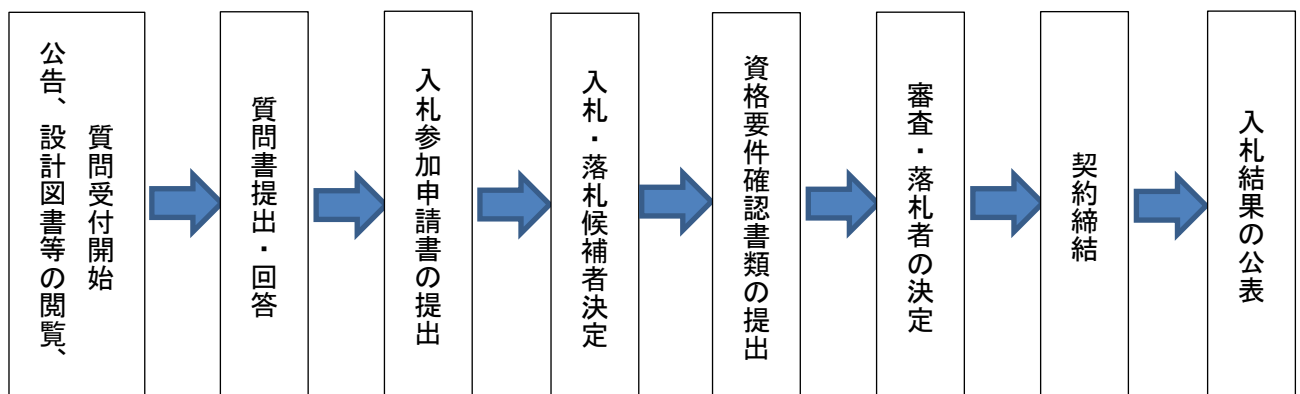 公告、設計図書等の閲覧、
質問受付開始
質問書提出・回答
入札参加申請書の提出
入札・落札候補者決定
資格要件確認書類の提出
審査・落札者の決定
契約締結
入札結果の公表